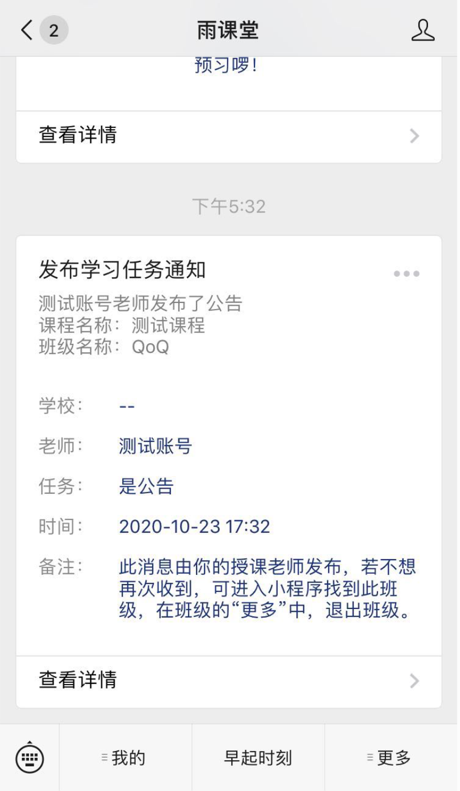 2
雨课堂
预习啰！
查看详情
下午5:32
发布学习任务通知
测试账号老师发布了公告
课程名称：测试课程
班级名称：QoQ
学校： --
老师： 测试账号
任务： 是公告
时间： 2020-10-23 17:32
备注： 此消息由你的授课老师发布，若不想
再次收到，可进入小程序找到此班
级，在班级的“更多”中，退出班级。
查看详情
我的
早起时刻
更多